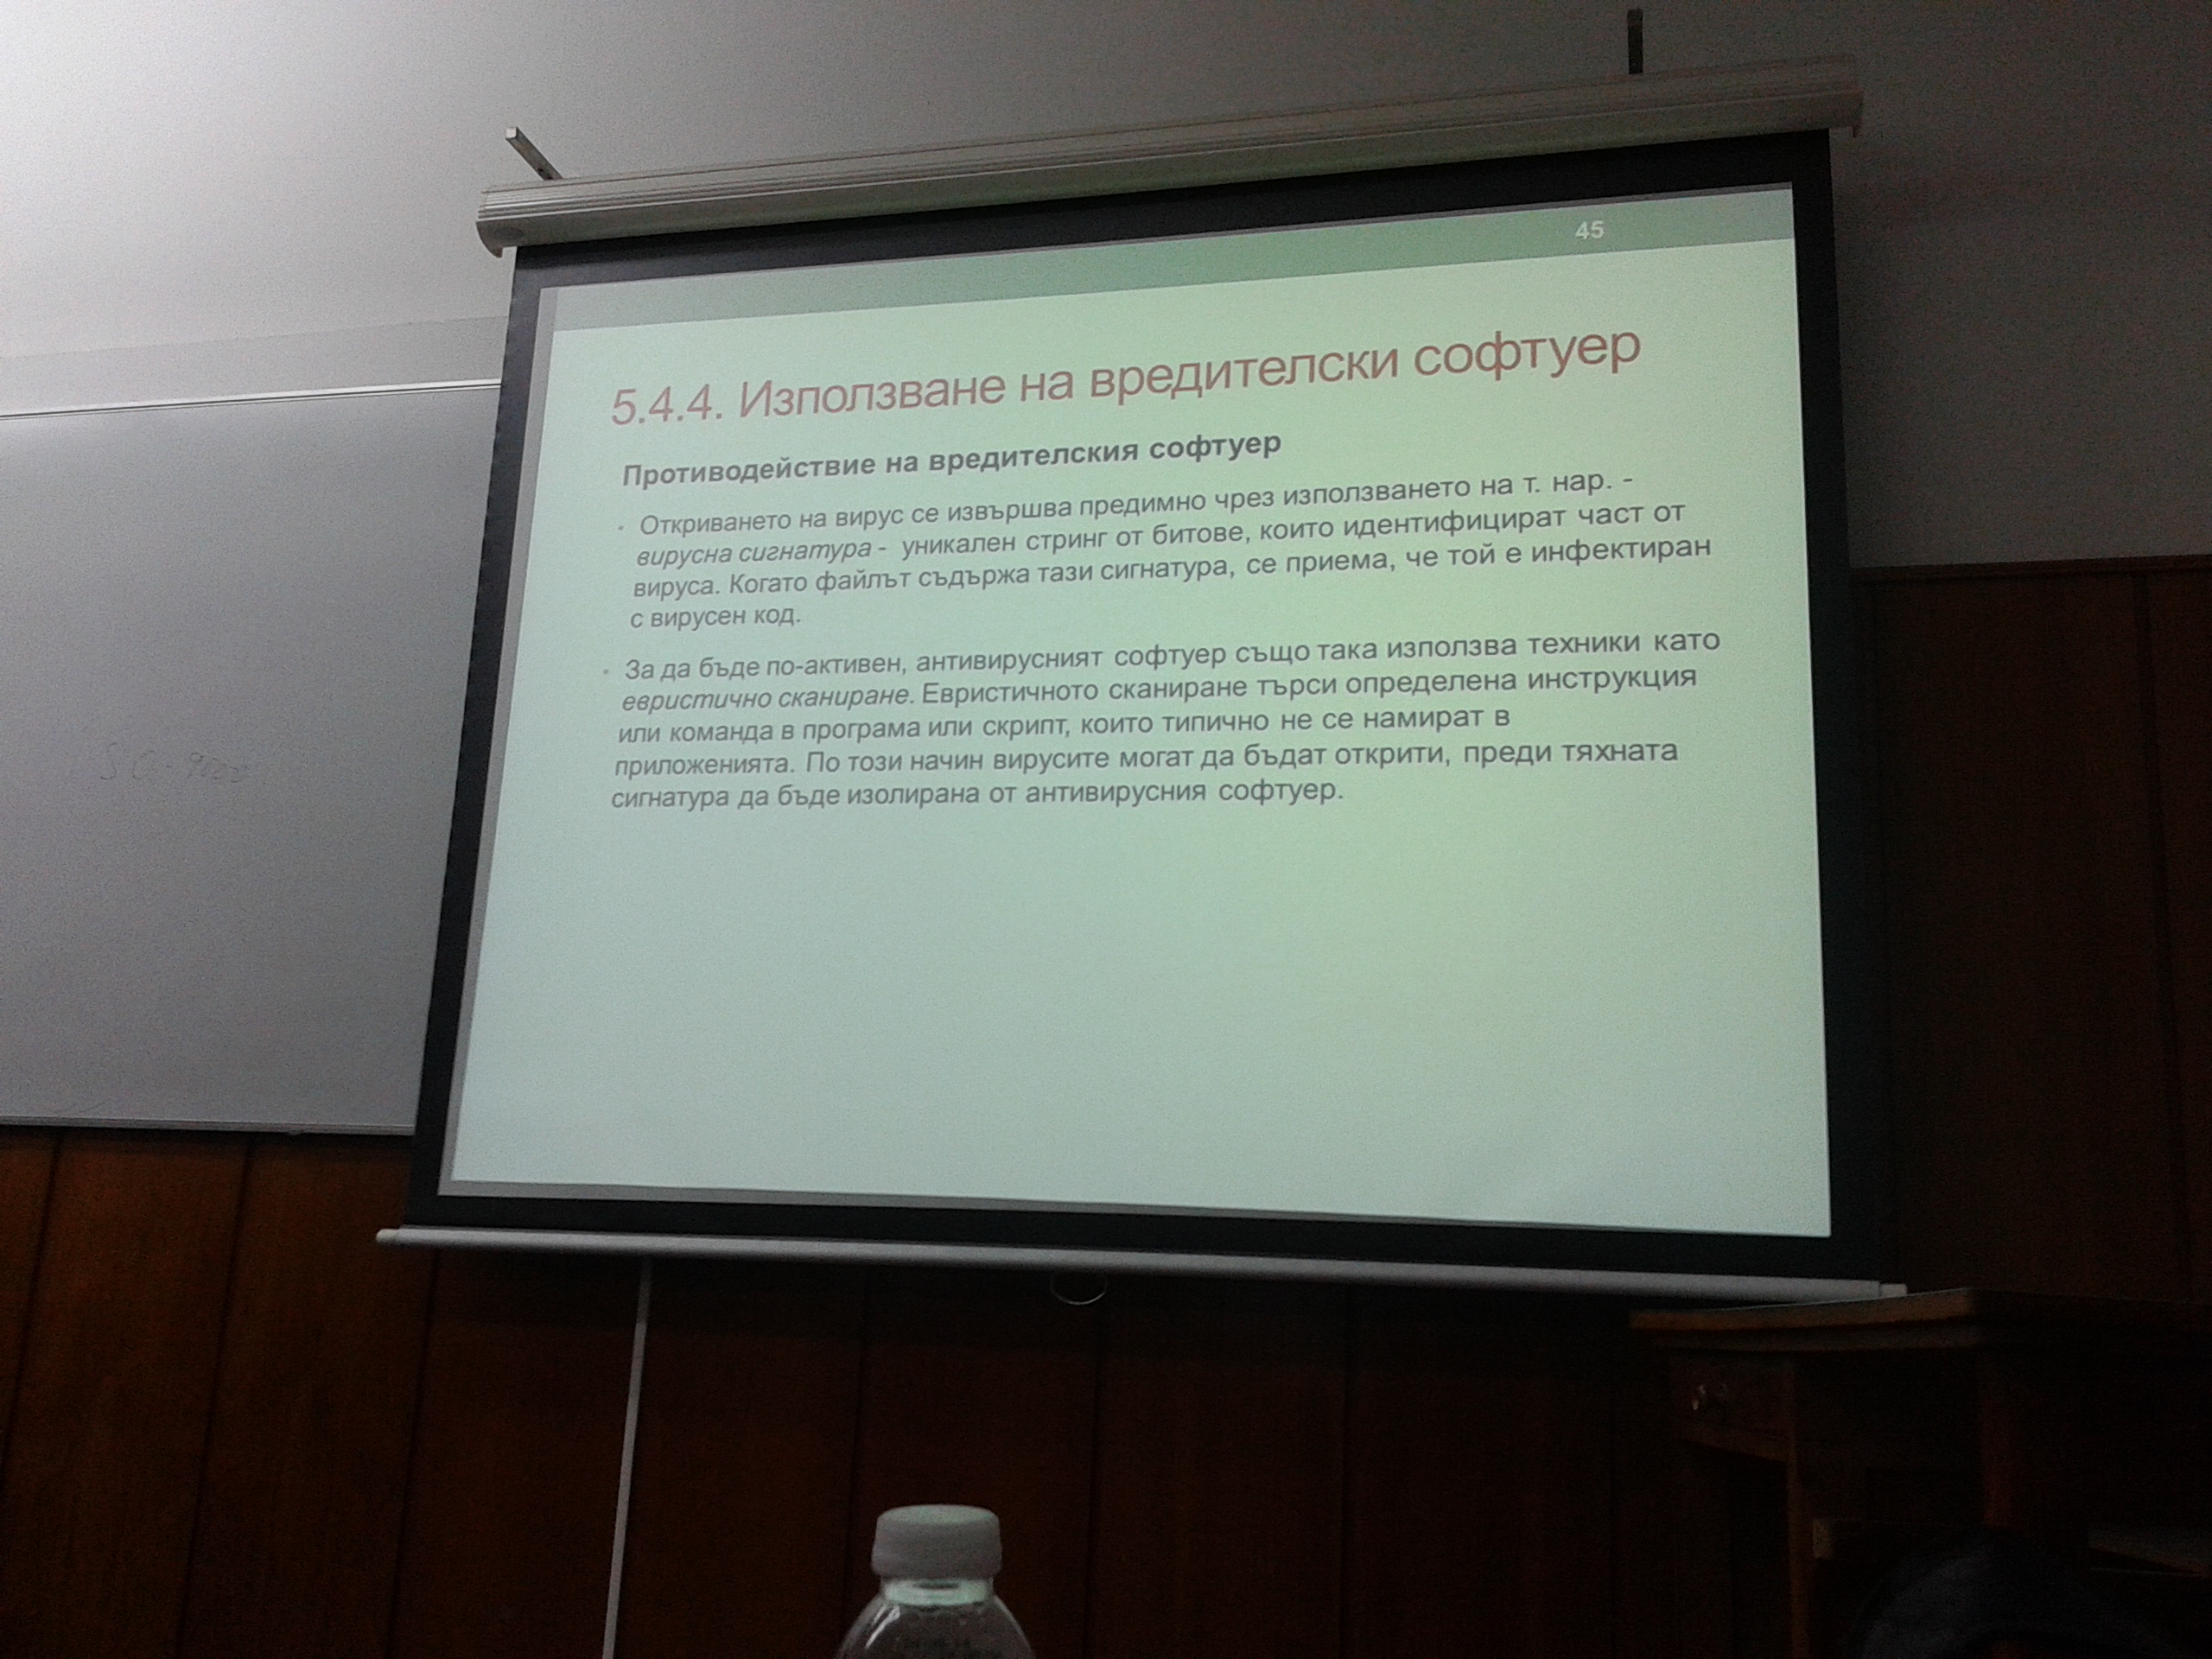 45
5.4.4. Използване на вредителски софтуер
Противодействие на вредителския софтуер
• Откриването на вирус се извършва предимно чрез използването на т. нар. -
вирусна сигнатура - уникален стринг от битове, които идентифицират част от
вируса. Когато файлът съдържа тази сигнатура, се приема, че той е инфектиран
с вирусен код.
• За да бъде по-активен, антивирусният софтуер също така използва техники като
евристично сканиране. Евристичното сканиране търси определена инструкция
или команда в програма или скрипт, които типично не се намират в
приложенията. По този начин вирусите могат да бъдат открити, преди тяхната
сигнатура да бъде изолирана от антивирусния софтуер.